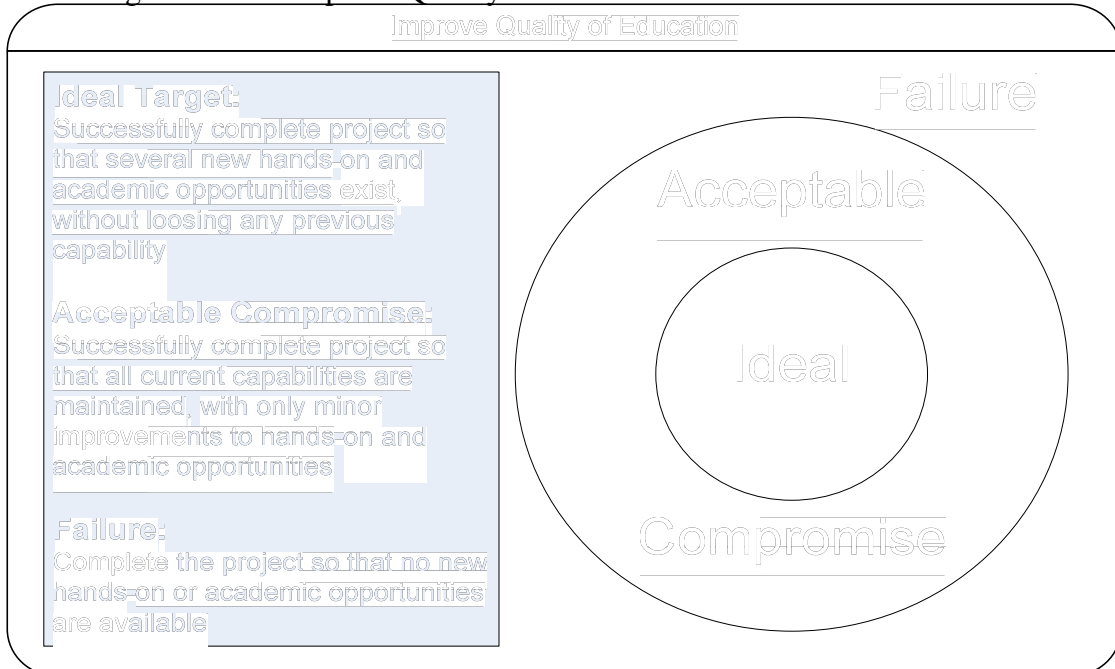 Improve Quality of Education
Ideal Target:
Successfully complete project so
that several new hands-on and
academic opportunities exist,
without loosing any previous
capability
Acceptable Compromise:
Successfully complete project so
that all current capabilities are
maintained, with only minor
improvements to hands-on and
academic opportunities
Failure:
Complete the project so that no new
hands-on or academic opportunities
are available
Failure
Acceptable
Ideal
Compromise